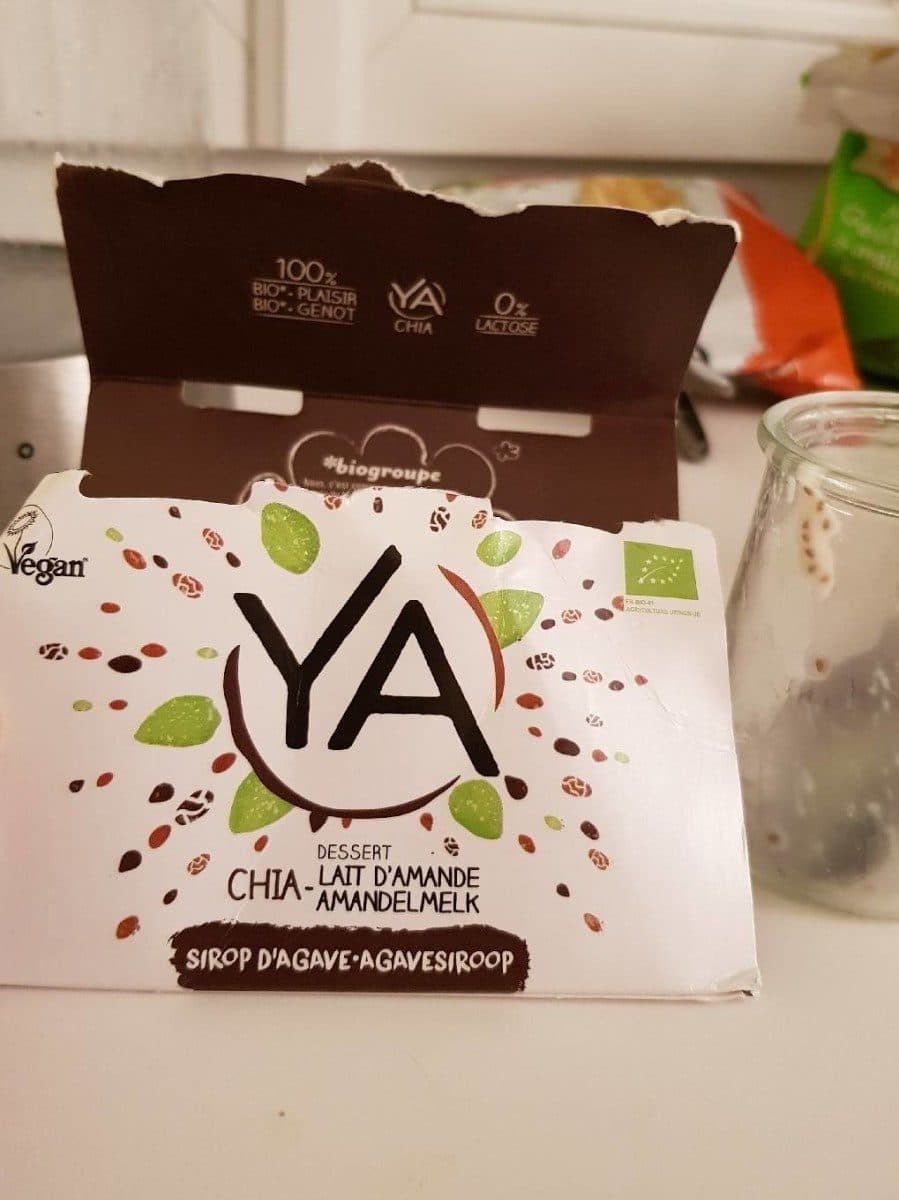 100%
BIO* - PLAISIR
BIO* - GENOT
YA
CHIA
0%
LACTOSE
*biogroupe
Vegan
YA
DESSERT
CHIA - LAIT D'AMANDE
AMANDELMELK
SIROP D'AGAVE • AGAVESIROOP